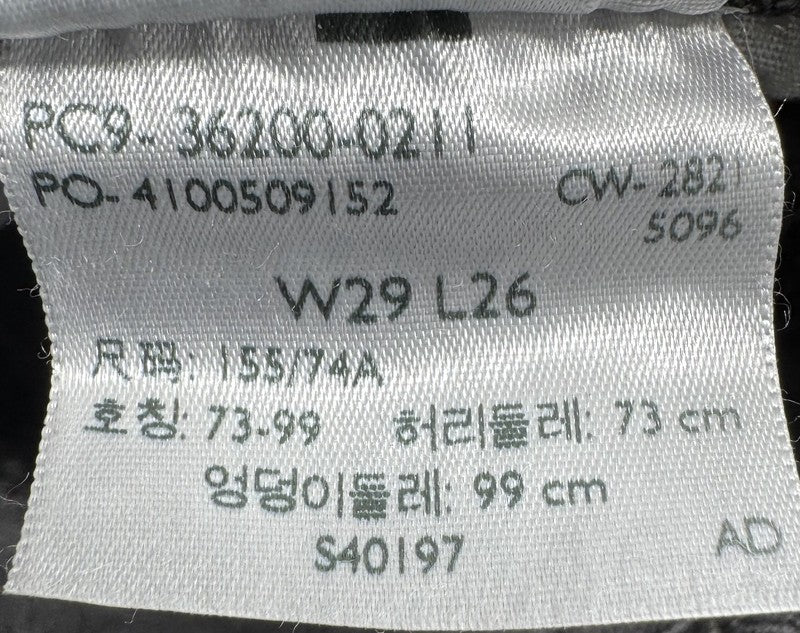 PC9- 36200-0211
PO- 4100509152 CW- 2821
5096
W29 L26
尺码: 155/74A
호칭: 73-99 허리둘레: 73 cm
엉덩이둘레: 99 cm
S40197 AD